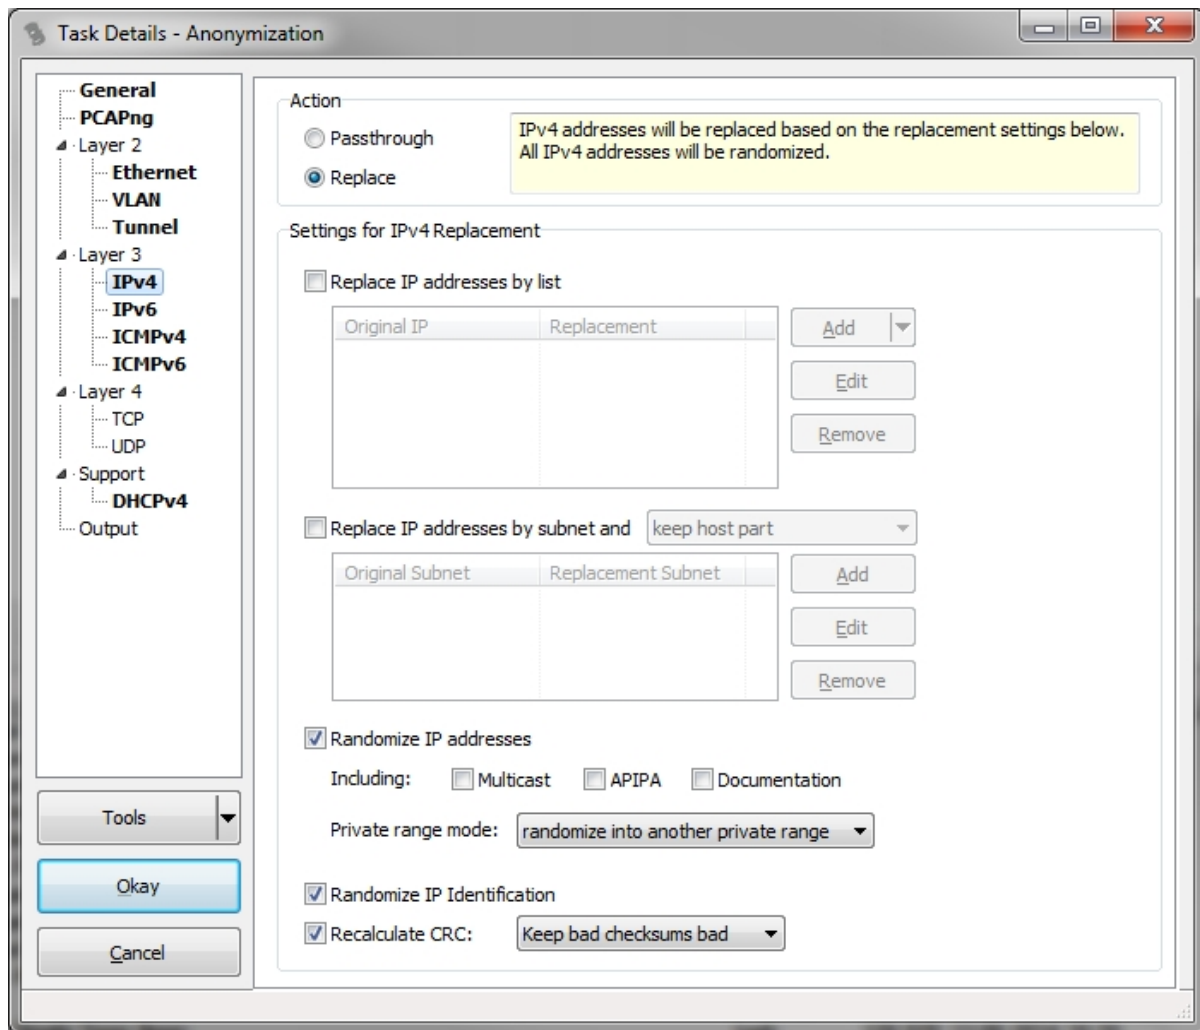 Task Details - Anonymization
General
PCAPng
Layer 2
Ethernet
VLAN
Tunnel
Layer 3
IPv4
IPv6
ICMPv4
ICMPv6
Layer 4
TCP
UDP
Support
DHCPv4
Output
Tools
Okay
Cancel
Action
Passthrough
Replace
IPv4 addresses will be replaced based on the replacement settings below.
All IPv4 addresses will be randomized.
Settings for IPv4 Replacement
Replace IP addresses by list
Original IP Replacement
Add
Edit
Remove
Replace IP addresses by subnet and keep host part
Original Subnet Replacement Subnet
Add
Edit
Remove
Randomize IP addresses
Including: Multicast APIPA Documentation
Private range mode: randomize into another private range
Randomize IP Identification
Recalculate CRC: Keep bad checksums bad